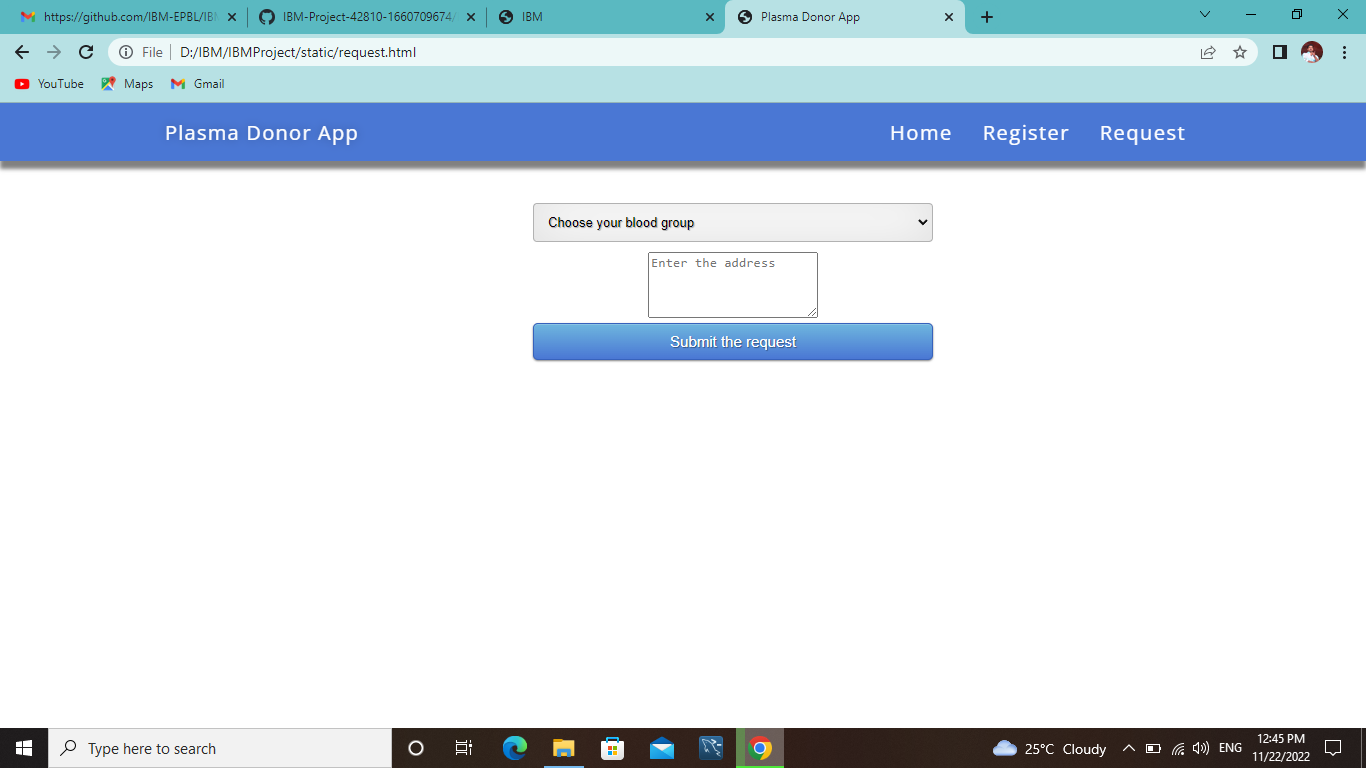 https://github.com/IBM-EPBL/IBM
IBM-Project-42810-1660709674/
IBM
Plasma Donor App
File
D:/IBM/IBMProject/static/request.html
YouTube
Maps
Gmail
Plasma Donor App
Home
Register
Request
Choose your blood group
Enter the address
Submit the request
Type here to search
25°C Cloudy
ENG
12:45 PM
11/22/2022